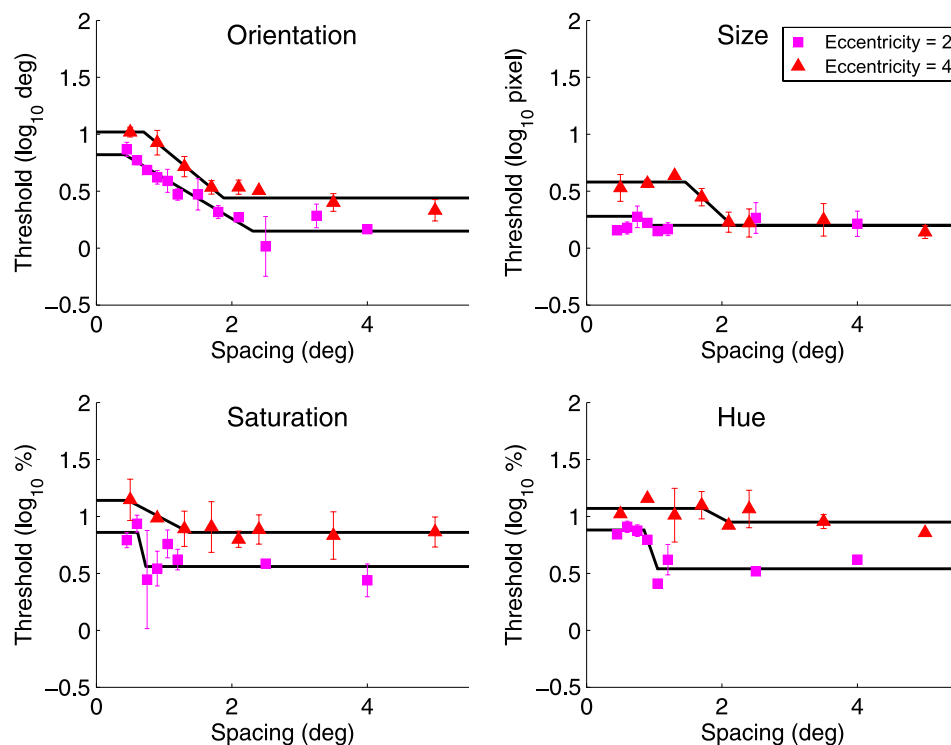 Orientation
2
1.5
1
0.5
0
−0.5
Threshold (log10 deg)
0 2 4
Spacing (deg)
Size
Eccentricity = 2
Eccentricity = 4
2
1.5
1
0.5
0
−0.5
Threshold (log10 pixel)
0 2 4
Spacing (deg)
Saturation
2
1.5
1
0.5
0
−0.5
Threshold (log10 %)
0 2 4
Spacing (deg)
Hue
2
1.5
1
0.5
0
−0.5
Threshold (log10 %)
0 2 4
Spacing (deg)